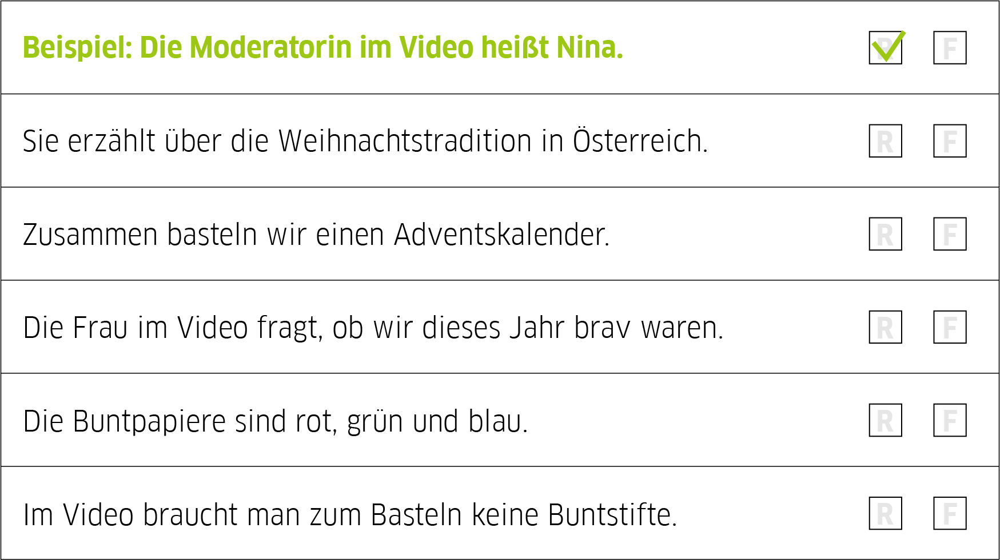 Beispiel: Die Moderatorin im Video heißt Nina. R F
Sie erzählt über die Weihnachtstradition in Österreich. R F
Zusammen basteln wir einen Adventskalender. R F
Die Frau im Video fragt, ob wir dieses Jahr brav waren. R F
Die Buntpapiere sind rot, grün und blau. R F
Im Video braucht man zum Basteln keine Buntstifte. R F